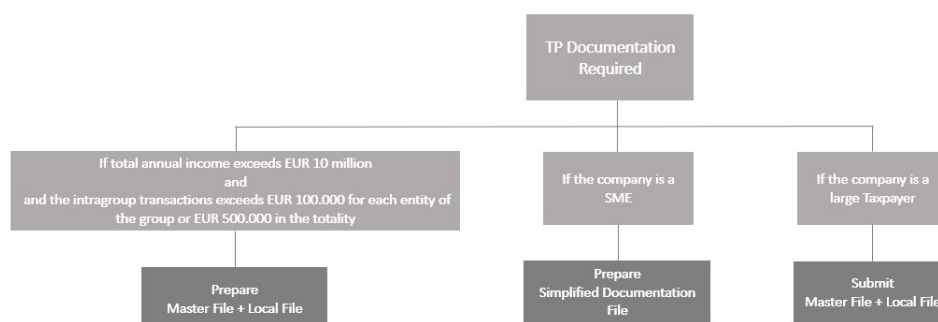 TP Documentation
Required
If total annual income exceeds EUR 10 million
and
and the intragroup transactions exceeds EUR 100.000 for each entity of
the group or EUR 500.000 in the totality
If the company is a
SME
If the company is a
large Taxpayer
Prepare
Master File + Local File
Prepare
Simplified Documentation
File
Submit
Master File + Local File